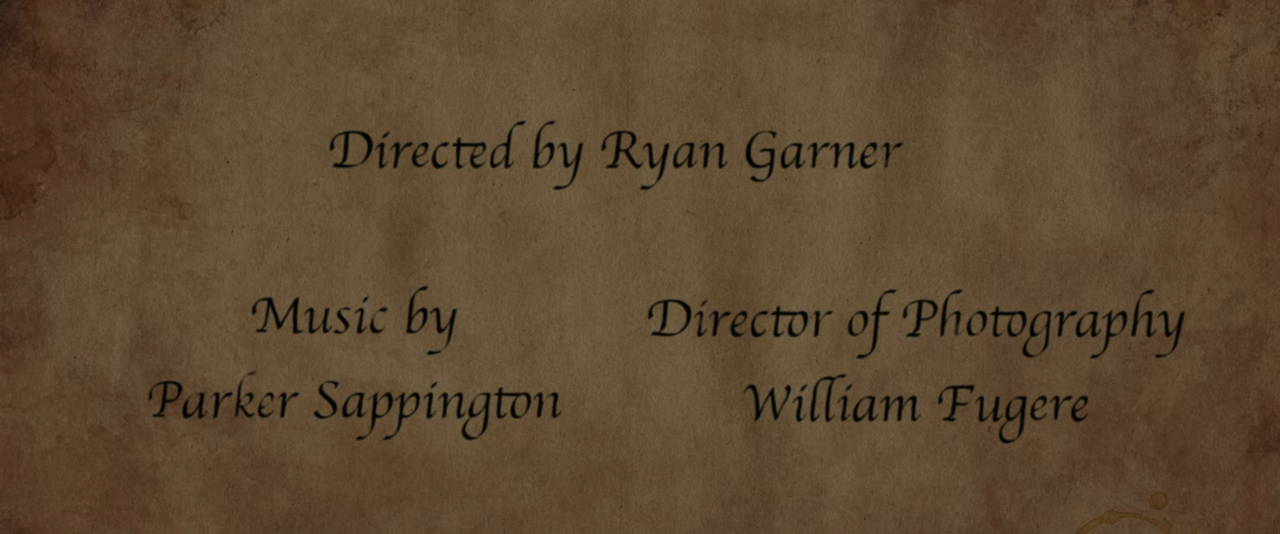 Directed by Ryan Garner
Music by
Parker Sappington
Director of Photography
William Fugere